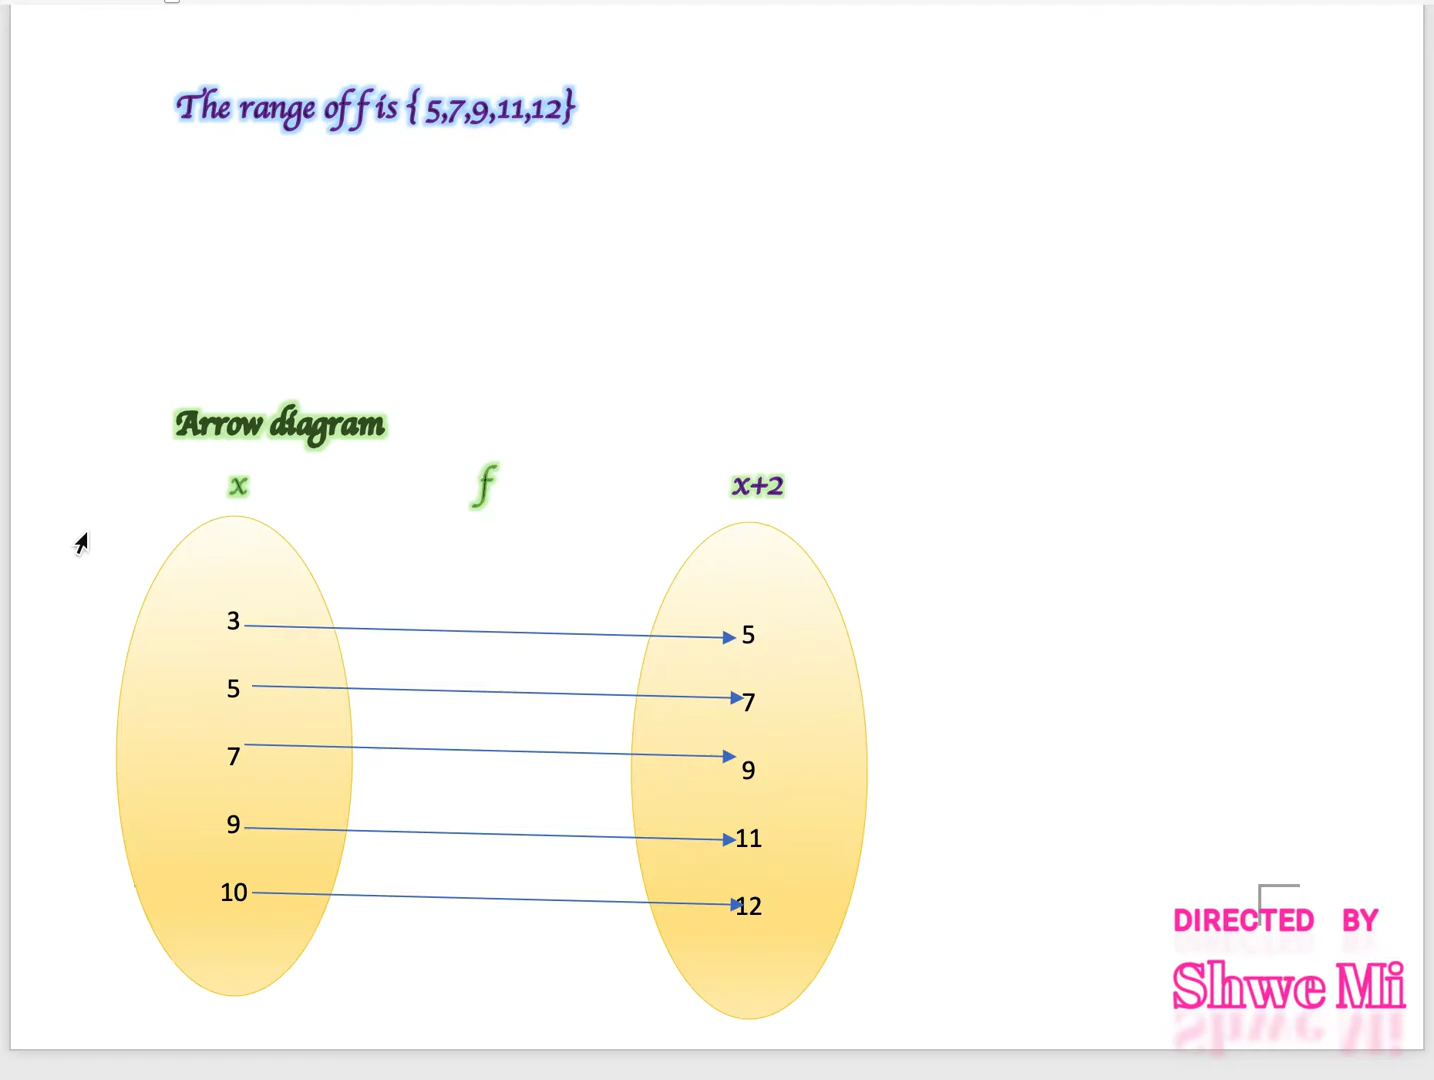 The range of f is { 5,7,9,11,12}
Arrow diagram
x f x+2
3 5
5 7
7 9
9 11
10 12
DIRECTED BY
Shwe Mi